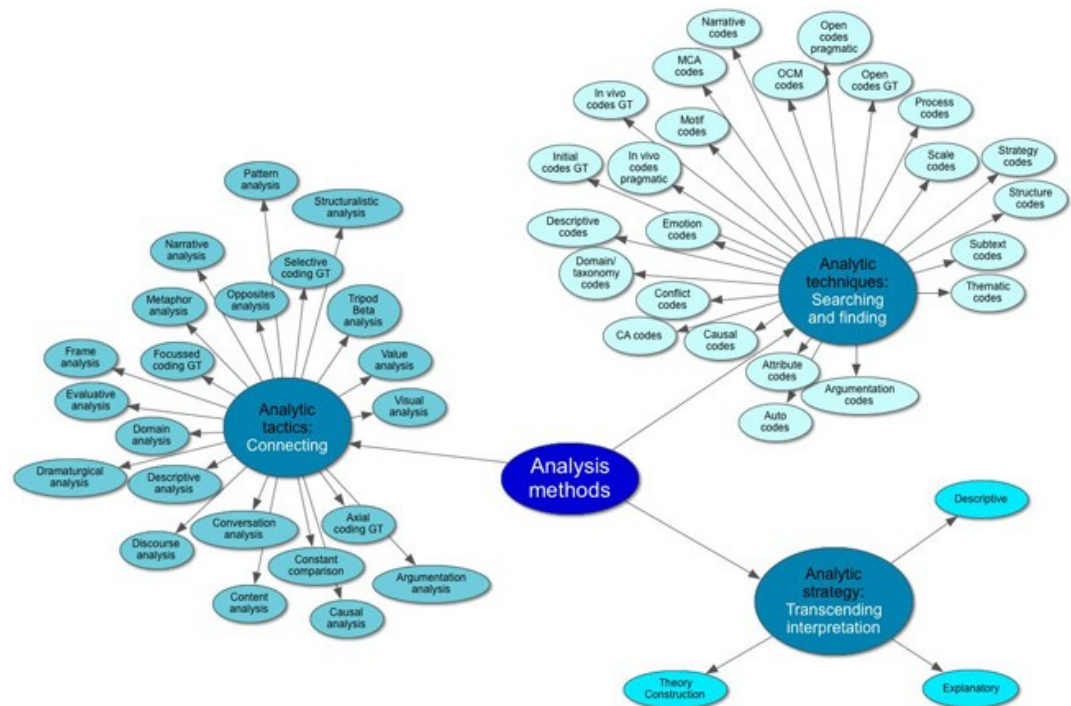 Narrative
codes
Open
codes
pragmatic
MCA
codes
OCM
codes
Open
codes GT
In vivo
codes GT
Process
codes
Motif
codes
Initial
codes GT
In vivo
codes
pragmatic
Scale
codes
Strategy
codes
Structure
codes
Descriptive
codes
Emotion
codes
Subtext
codes
Domain/
taxonomy
codes
Analytic
techniques:
Searching
and finding
Thematic
codes
Conflict
codes
CA codes
Causal
codes
Attribute
codes
Argumentation
codes
Auto
codes
Pattern
analysis
Structuralistic
analysis
Narrative
analysis
Selective
coding GT
Metaphor
analysis
Opposites
analysis
Tripod
Beta
analysis
Frame
analysis
Focussed
coding GT
Value
analysis
Evaluative
analysis
Visual
analysis
Analytic
tactics:
Connecting
Domain
analysis
Dramaturgical
analysis
Descriptive
analysis
Conversation
analysis
Axial
coding GT
Discourse
analysis
Constant
comparison
Argumentation
analysis
Content
analysis
Causal
analysis
Analysis
methods
Descriptive
Analytic
strategy:
Transcending
interpretation
Theory
Construction
Explanatory